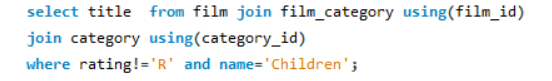 select title from film join film_category using(film_id)
join category using(category_id)
where rating!='R' and name='Children';